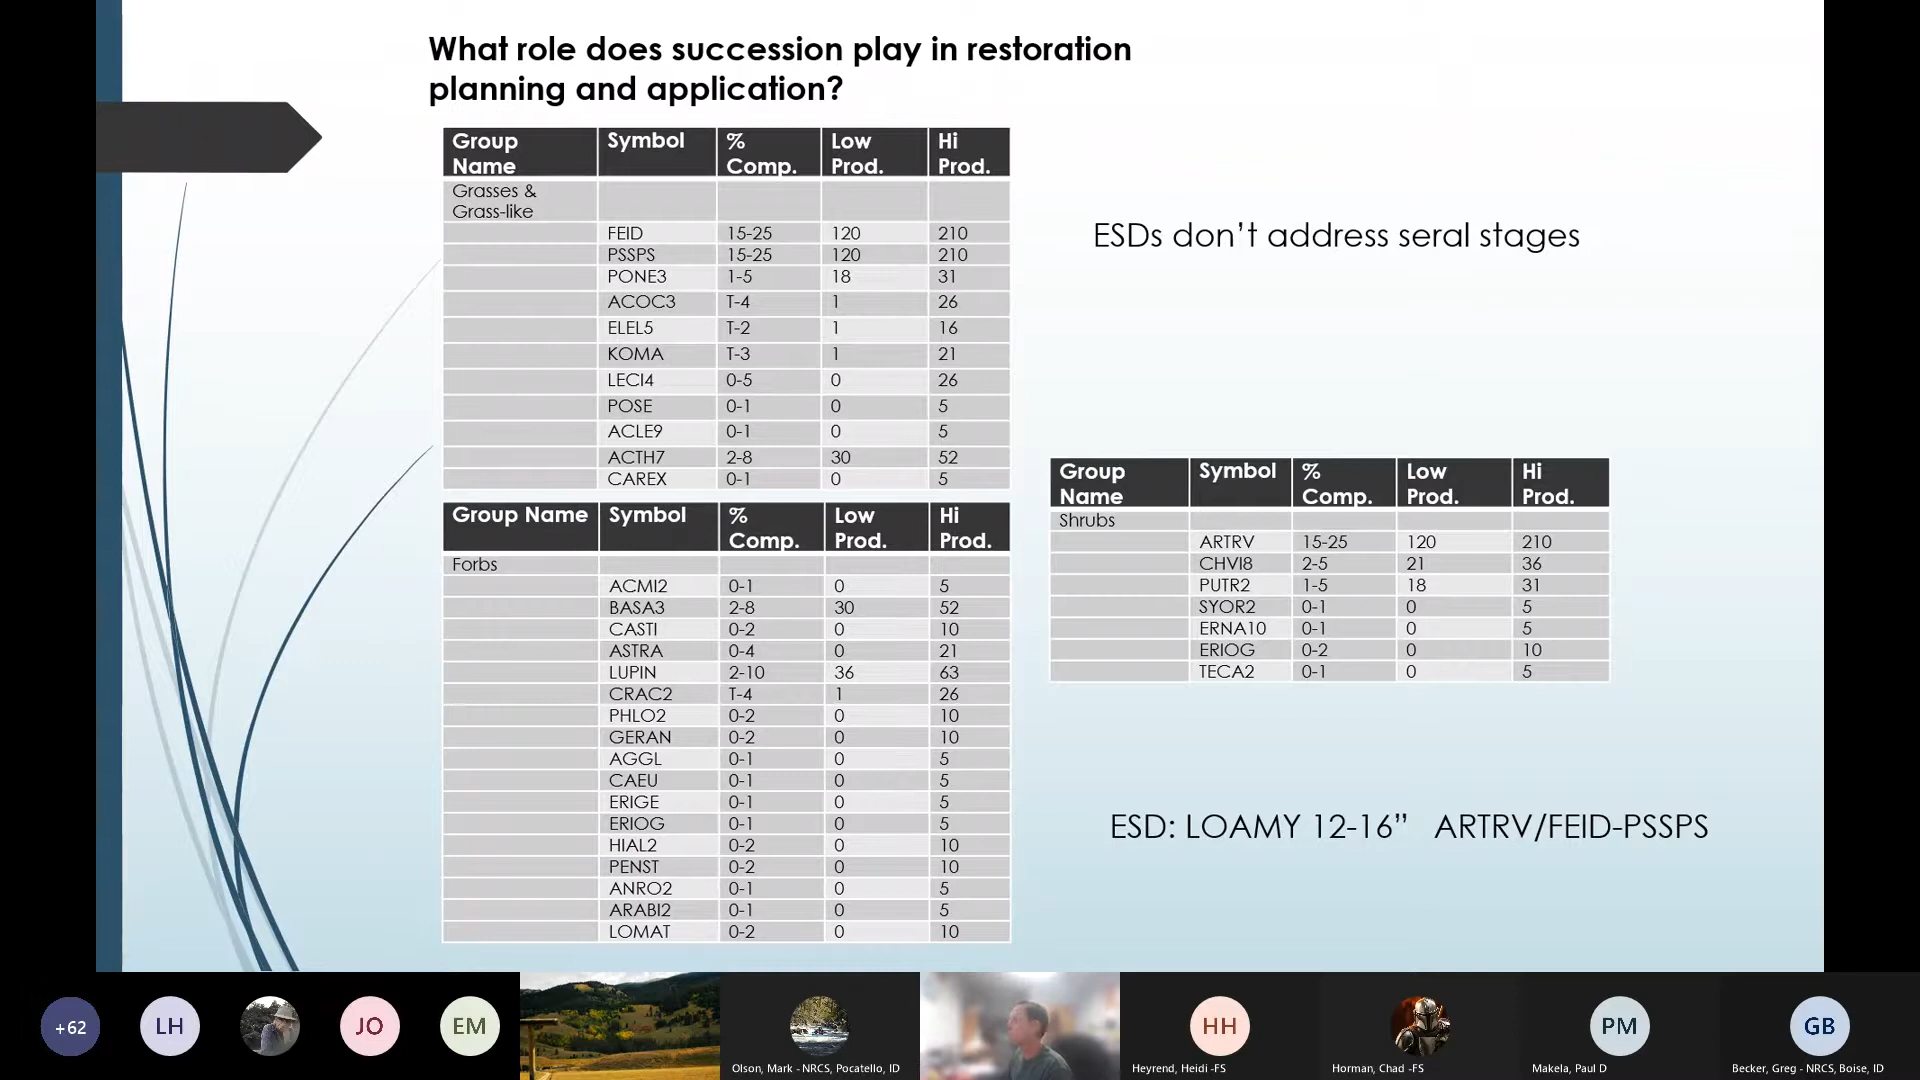 What role does succession play in restoration
planning and application?
Group Name Symbol % Comp. Low Prod. Hi Prod.
Grasses & Grass-like
FEID 15-25 120 210
PSSPS 15-25 120 210
PONE3 1-5 18 31
ACOC3 T-4 1 26
ELEL5 T-2 1 16
KOMA T-3 1 21
LECI4 0-5 0 26
POSE 0-1 0 5
ACLE9 0-1 0 5
ACTH7 2-8 30 52
CAREX 0-1 0 5
Group Name Symbol % Comp. Low Prod. Hi Prod.
Forbs
ACMI2 0-1 0 5
BASA3 2-8 30 52
CASTI 0-2 0 10
ASTRA 0-4 0 21
LUPIN 2-10 36 63
CRAC2 T-4 1 26
PHLO2 0-2 0 10
GERAN 0-2 0 10
AGGL 0-1 0 5
CAEU 0-1 0 5
ERIGE 0-1 0 5
ERIOG 0-1 0 5
HIAL2 0-2 0 10
PENST 0-2 0 10
ANRO2 0-1 0 5
ARABI2 0-1 0 5
LOMAT 0-2 0 10
ESDs don’t address seral stages
Group Name Symbol % Comp. Low Prod. Hi Prod.
Shrubs
ARTRV 15-25 120 210
CHVI8 2-5 21 36
PUTR2 1-5 18 31
SYOR2 0-1 0 5
ERNA10 0-1 0 5
ERIOG 0-2 0 10
TECA2 0-1 0 5
ESD: LOAMY 12-16” ARTRV/FEID-PSSPS
+62 LH JO EM HH PM GB
Olson, Mark - NRCS, Pocatello, ID
Heyrend, Heidi -FS
Horman, Chad -FS
Makela, Paul D
Becker, Greg - NRCS, Boise, ID